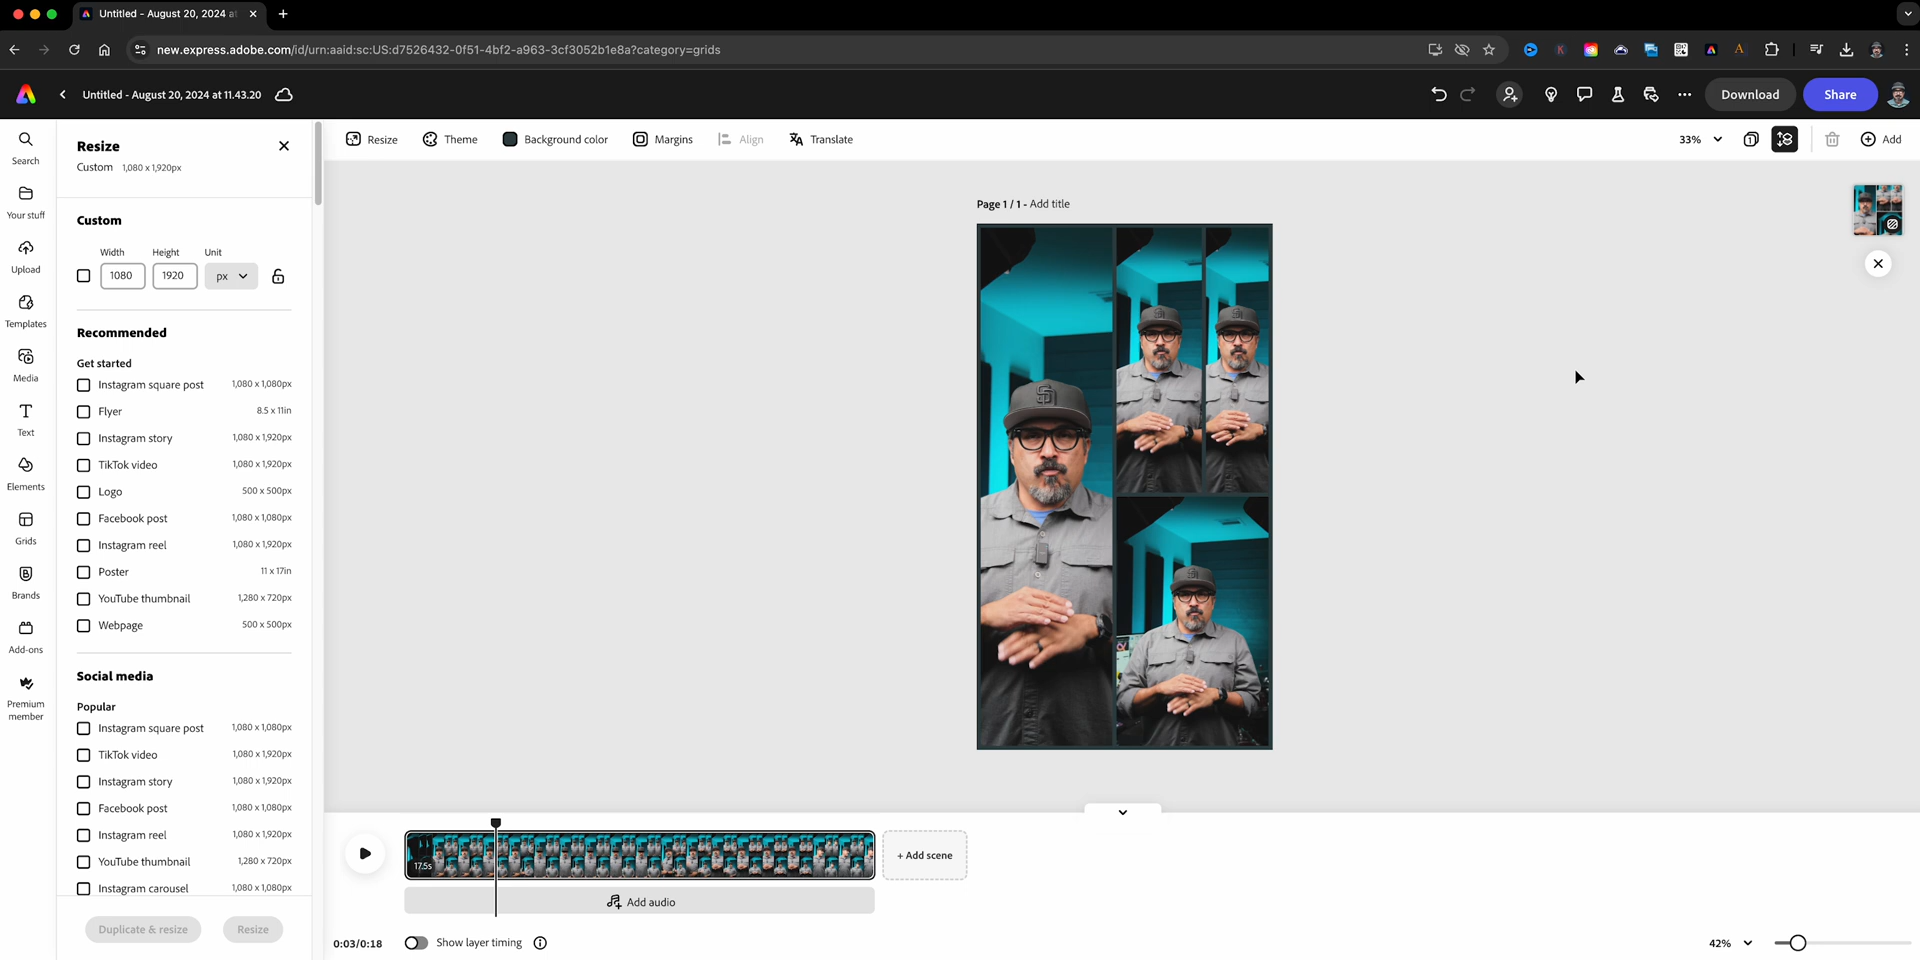 Untitled - August 20, 2024 at
new.express.adobe.com/id/urn:aaid:sc:US:d7526432-0f51-4bf2-a963-3cf3052b1e8a?category=grids
Untitled - August 20, 2024 at 11.43.20
Download
Share
Search
Your stuff
Upload
Templates
Media
Text
Elements
Grids
Brands
Add-ons
Premium
member
Resize
Custom 1,080 x 1,920px
Custom
Width Height Unit
1080 1920 px
Recommended
Get started
Instagram square post 1,080 x 1,080px
Flyer 8.5 x 11in
Instagram story 1,080 x 1,920px
TikTok video 1,080 x 1,920px
Logo 500 x 500px
Facebook post 1,080 x 1,080px
Instagram reel 1,080 x 1,920px
Poster 11 x 17in
YouTube thumbnail 1,280 x 720px
Webpage 500 x 500px
Social media
Popular
Instagram square post 1,080 x 1,080px
TikTok video 1,080 x 1,920px
Instagram story 1,080 x 1,920px
Facebook post 1,080 x 1,080px
Instagram reel 1,080 x 1,920px
YouTube thumbnail 1,280 x 720px
Instagram carousel 1,080 x 1,080px
Duplicate & resize Resize
Resize Theme Background color Margins Align Translate
33% Add
Page 1 / 1 - Add title
17.5s
+ Add scene
Add audio
0:03/0:18 Show layer timing
42%